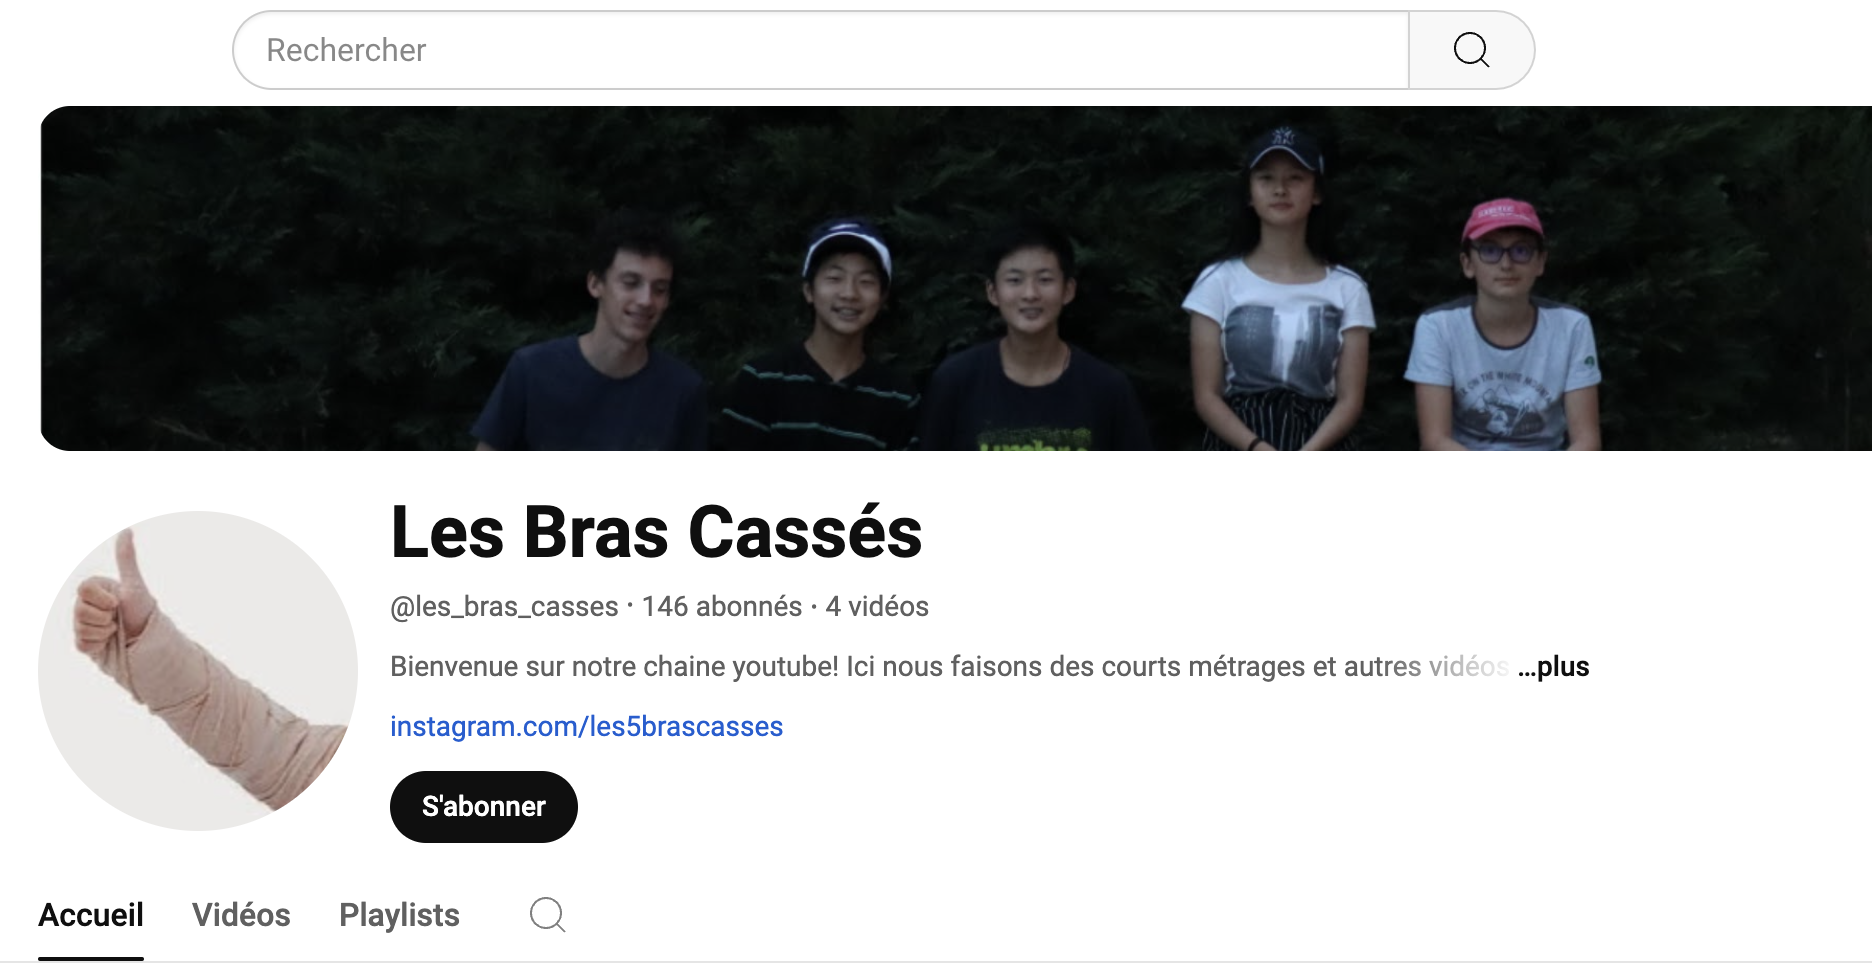 Rechercher
Les Bras Cassés
@les_bras_casses · 146 abonnés · 4 vidéos
Bienvenue sur notre chaine youtube! Ici nous faisons des courts métrages et autres vidéos ...plus
instagram.com/les5brascasses
S'abonner
Accueil Vidéos Playlists